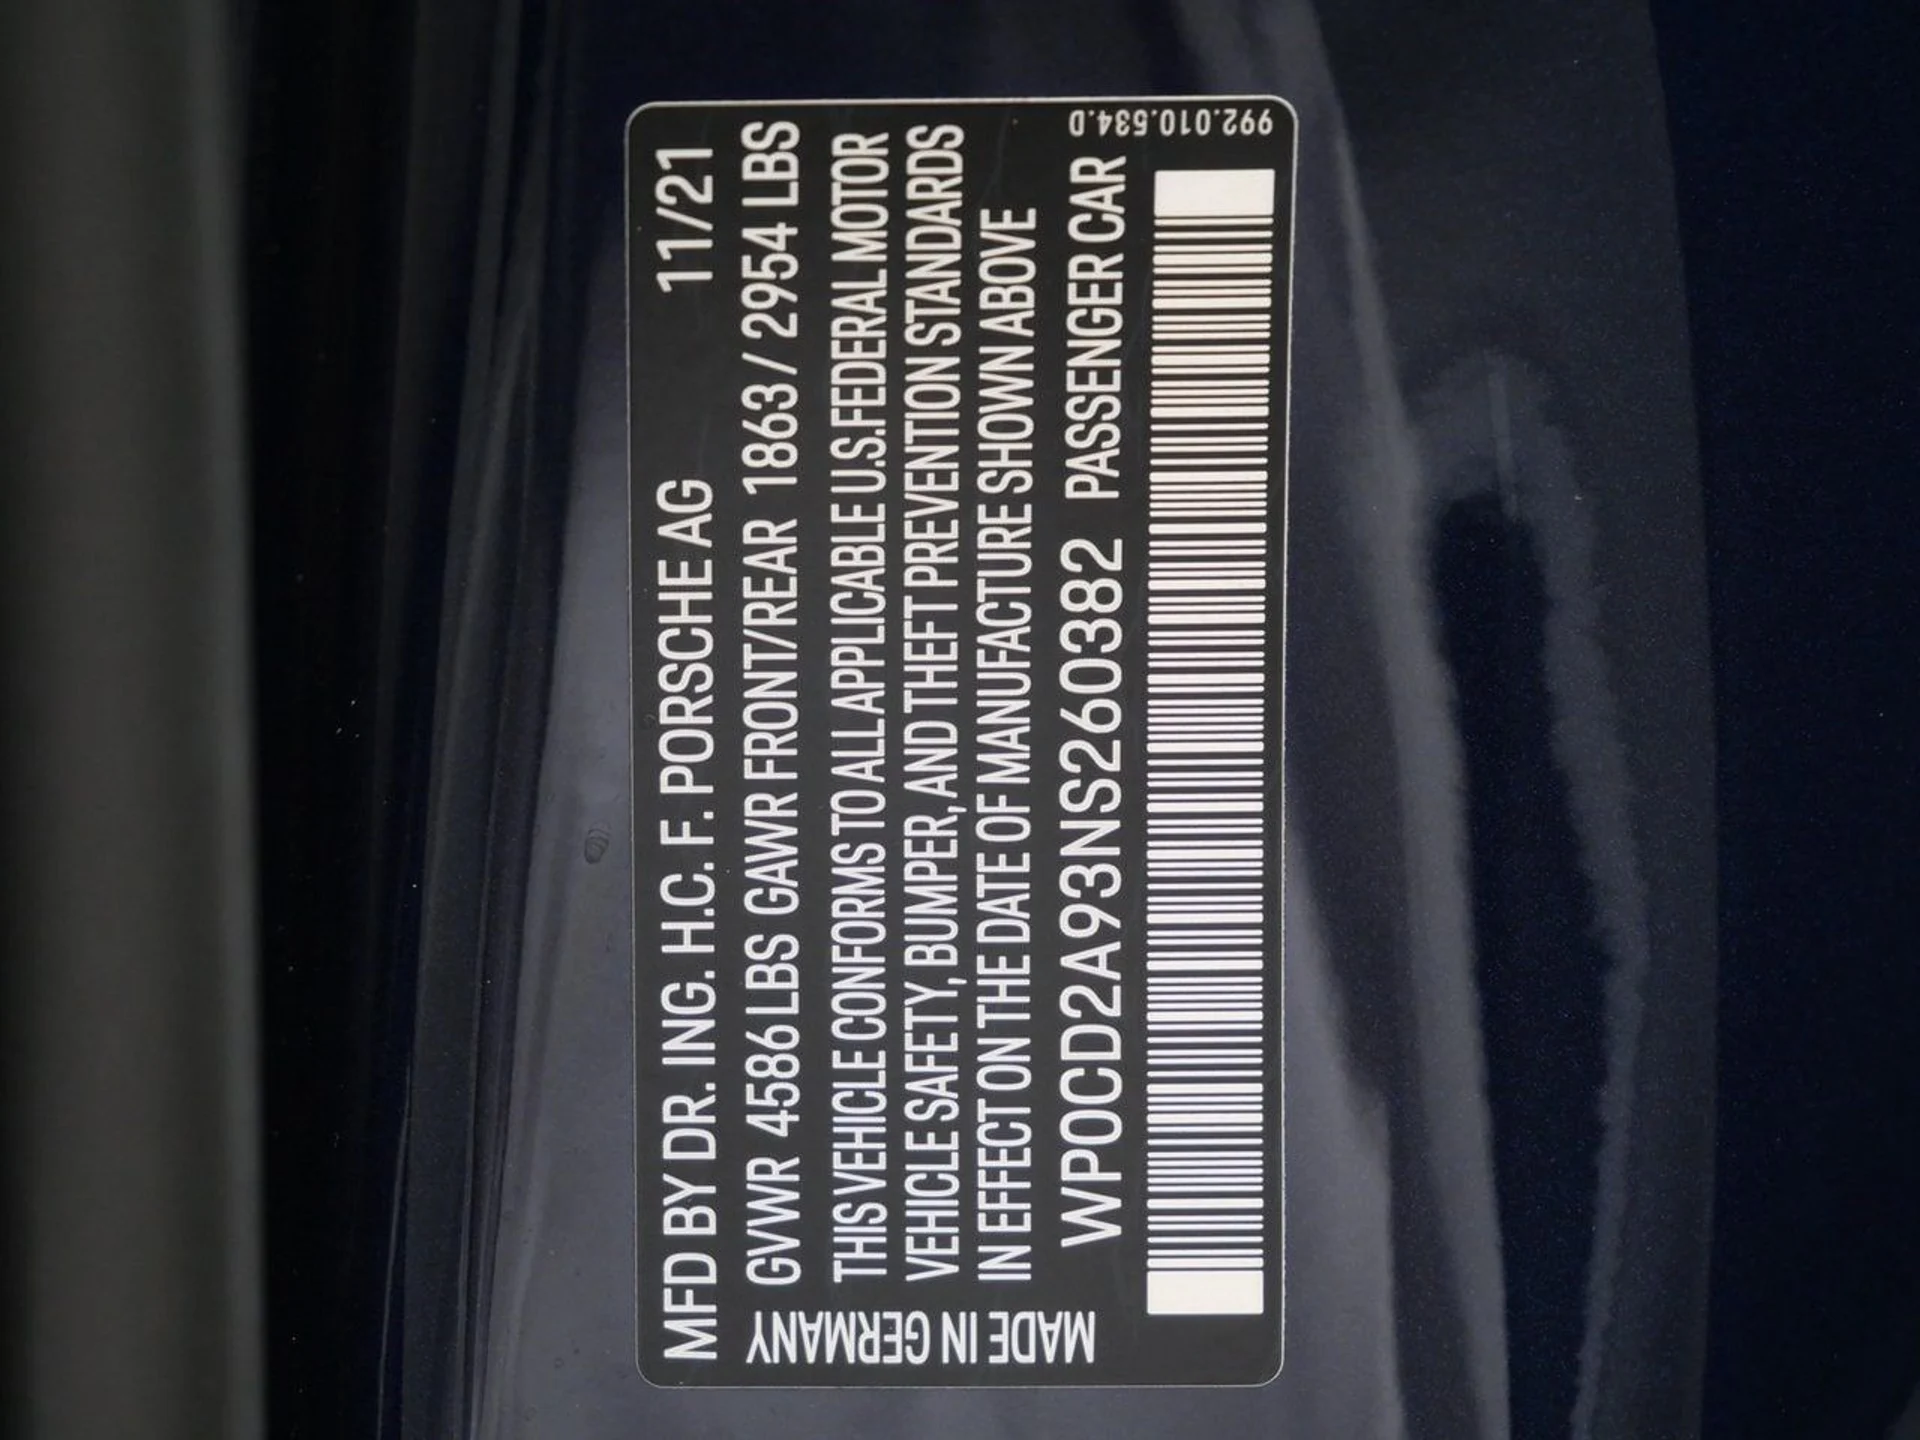 MFD BY DR. ING. H.C. F. PORSCHE AG 11/21
GVWR 4586 LBS GAWR FRONT/REAR 1863 / 2954 LBS
THIS VEHICLE CONFORMS TO ALL APPLICABLE U.S. FEDERAL MOTOR
VEHICLE SAFETY, BUMPER, AND THEFT PREVENTION STANDARDS
IN EFFECT ON THE DATE OF MANUFACTURE SHOWN ABOVE
WP0CD2A93NS260382 PASSENGER CAR
MADE IN GERMANY
992.010.534.D